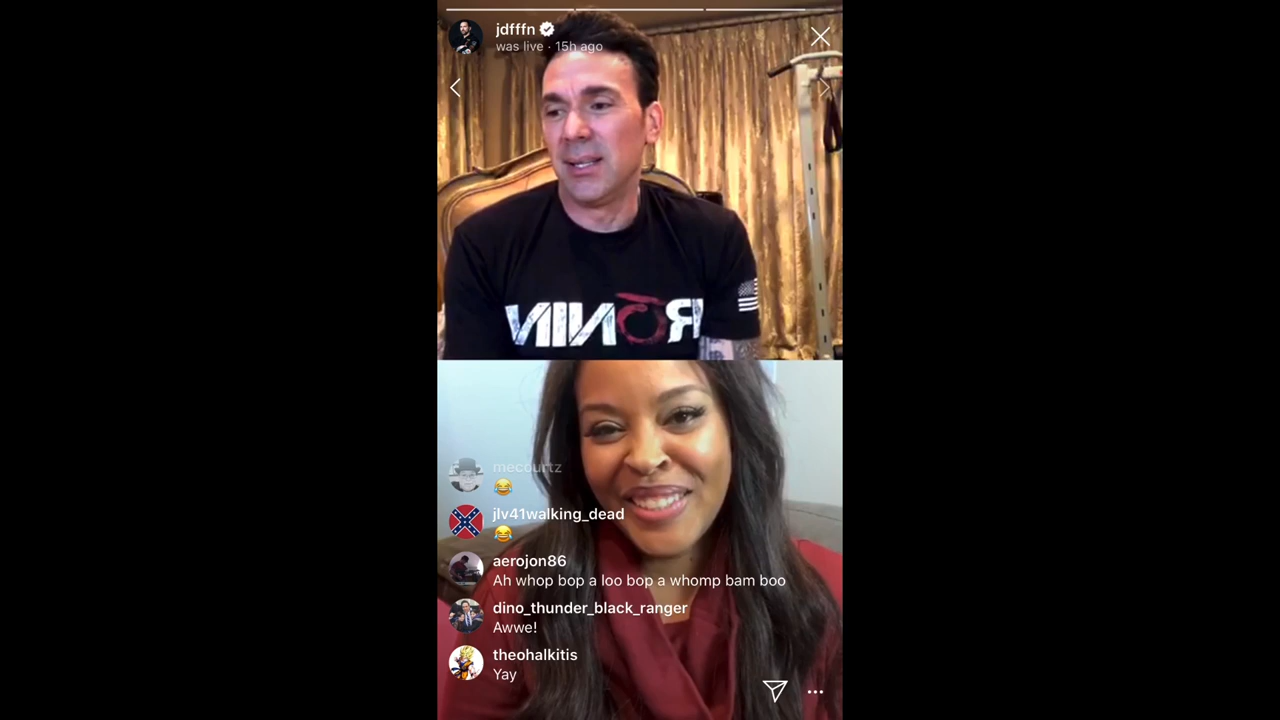 jdfffn
was live · 15h ago
RŌNIN
mecourtz
😂
jlv41walking_dead
😂
aerojon86
Ah whop bop a loo bop a whomp bam boo
dino_thunder_black_ranger
Awwe!
theohalkitis
Yay